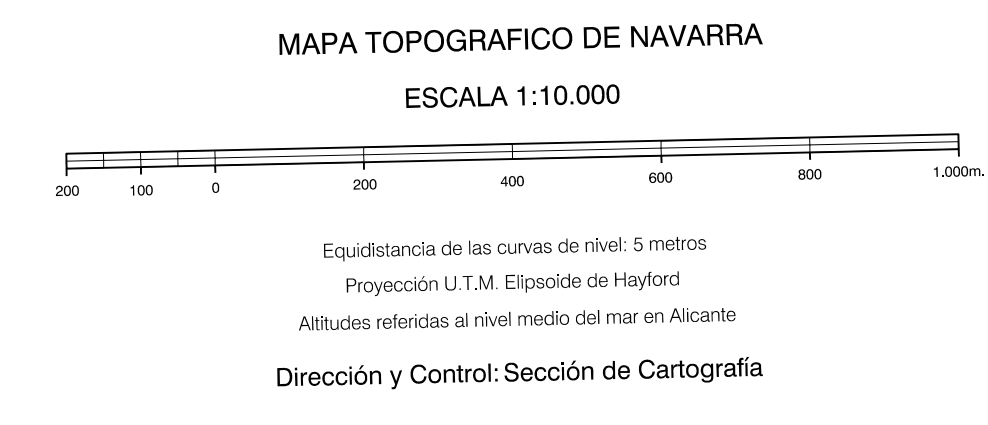 MAPA TOPOGRAFICO DE NAVARRA
ESCALA 1:10.000
200 100 0 200 400 600 800 1.000m.
Equidistancia de las curvas de nivel: 5 metros
Proyección U.T.M. Elipsoide de Hayford
Altitudes referidas al nivel medio del mar en Alicante
Dirección y Control: Sección de Cartografía